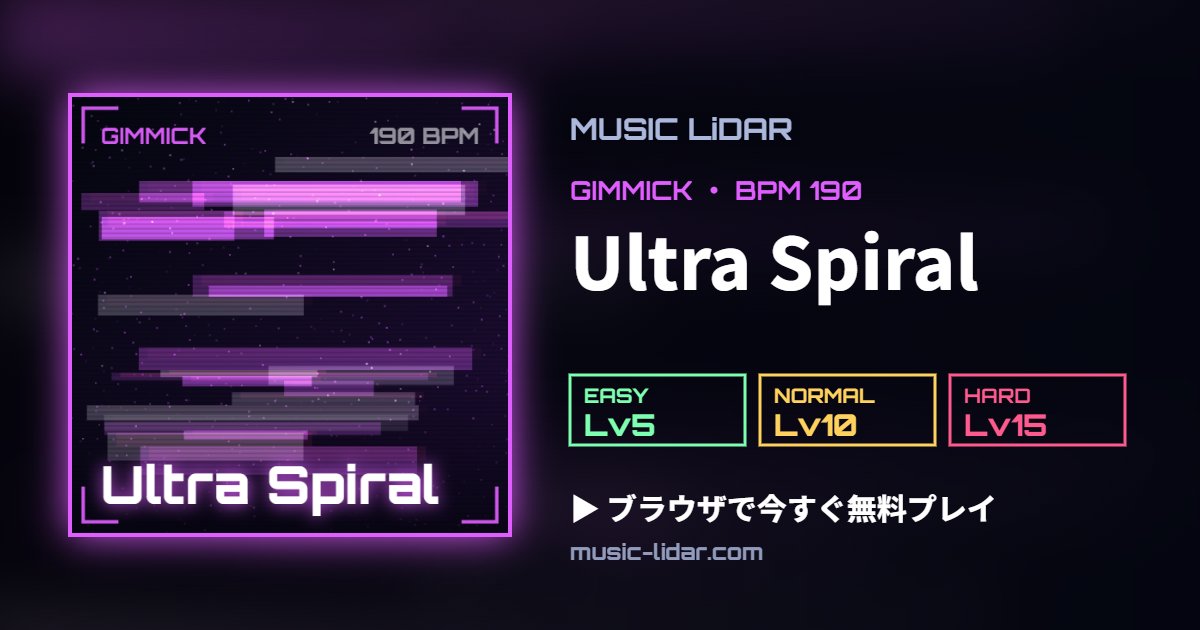 GIMMICK
190 BPM
Ultra Spiral
MUSIC LiDAR
GIMMICK • BPM 190
Ultra Spiral
EASY
Lv5
NORMAL
Lv10
HARD
Lv15
▶ ブラウザで今すぐ無料プレイ
music-lidar.com